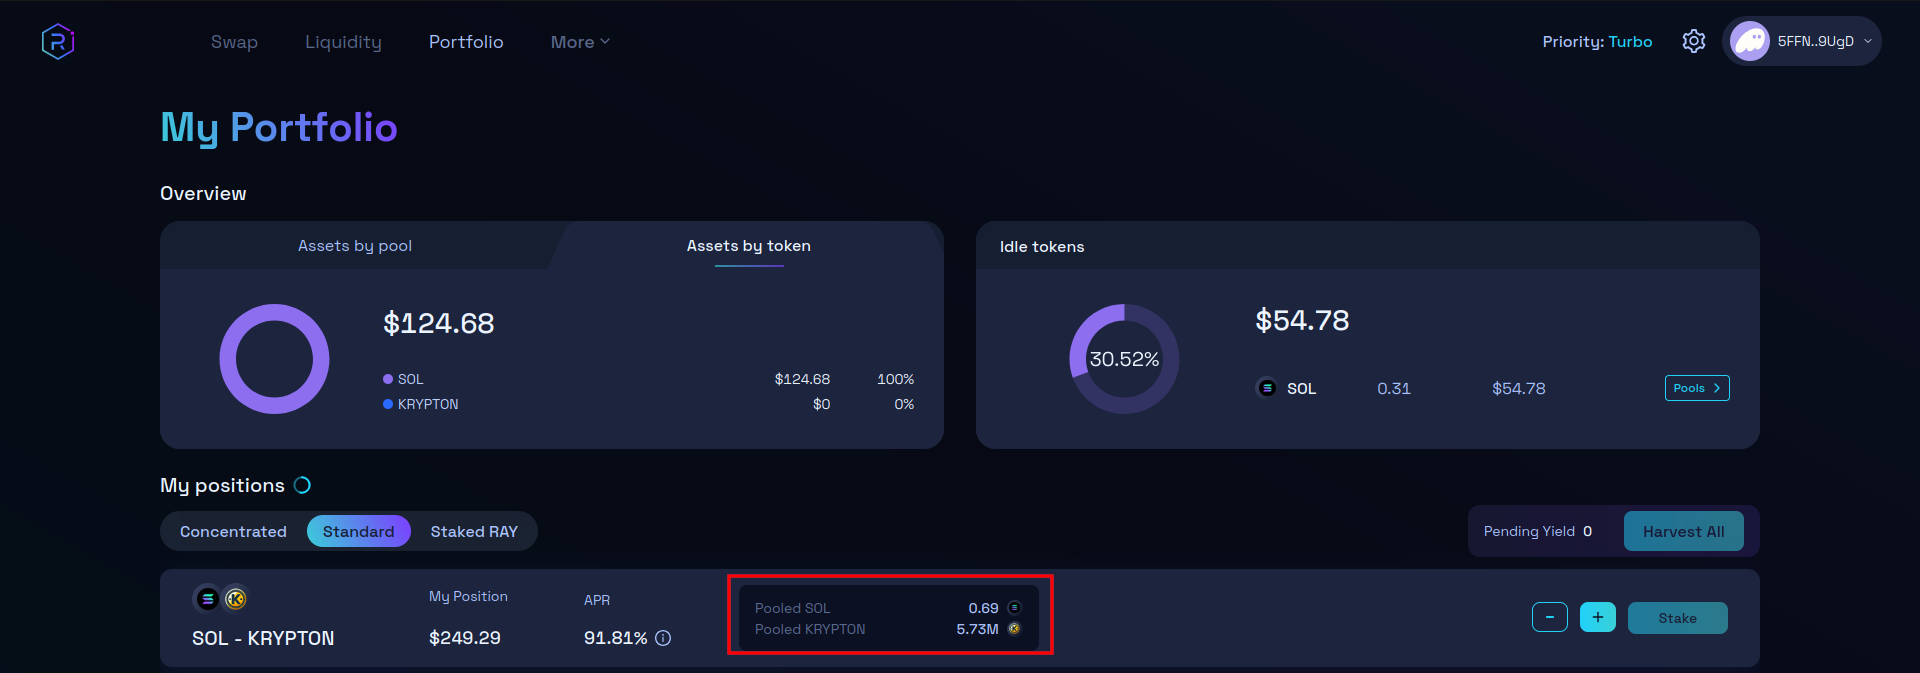 Swap Liquidity Portfolio More Priority: Turbo 5FFN..9UgD
My Portfolio
Overview
Assets by pool Assets by token
$124.68
SOL $124.68 100%
KRYPTON $0 0%
Idle tokens
30.52%
$54.78
SOL 0.31 $54.78 Pools
My positions
Concentrated Standard Staked RAY
Pending Yield 0 Harvest All
SOL - KRYPTON
My Position
$249.29
APR
91.81%
Pooled SOL 0.69
Pooled KRYPTON 5.73M
- + Stake